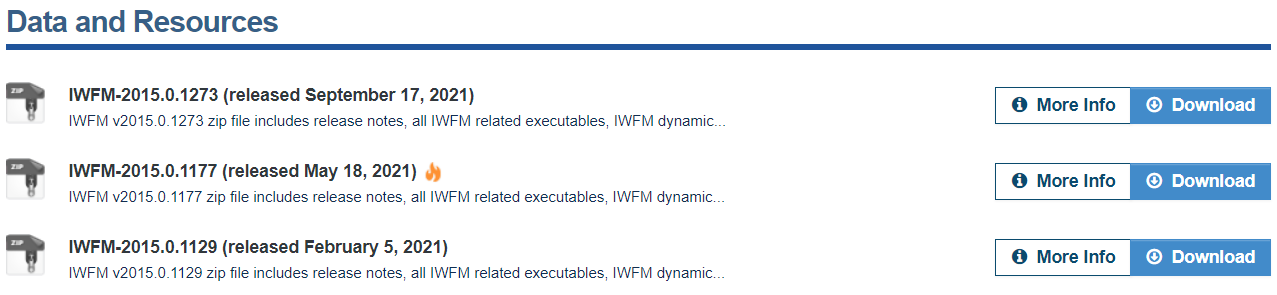 Data and Resources
ZIP
IWFM-2015.0.1273 (released September 17, 2021)
More Info
Download
IWFM v2015.0.1273 zip file includes release notes, all IWFM related executables, IWFM dynamic...
ZIP
IWFM-2015.0.1177 (released May 18, 2021)
More Info
Download
IWFM v2015.0.1177 zip file includes release notes, all IWFM related executables, IWFM dynamic...
ZIP
IWFM-2015.0.1129 (released February 5, 2021)
More Info
Download
IWFM v2015.0.1129 zip file includes release notes, all IWFM related executables, IWFM dynamic...